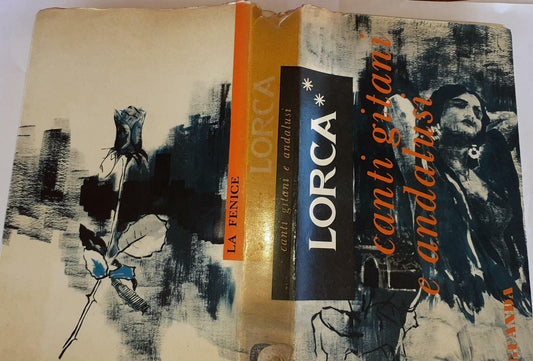 LA FENICE
LORCA
canti gitani e andalusi
LORCA**
canti gitani
e andalusi